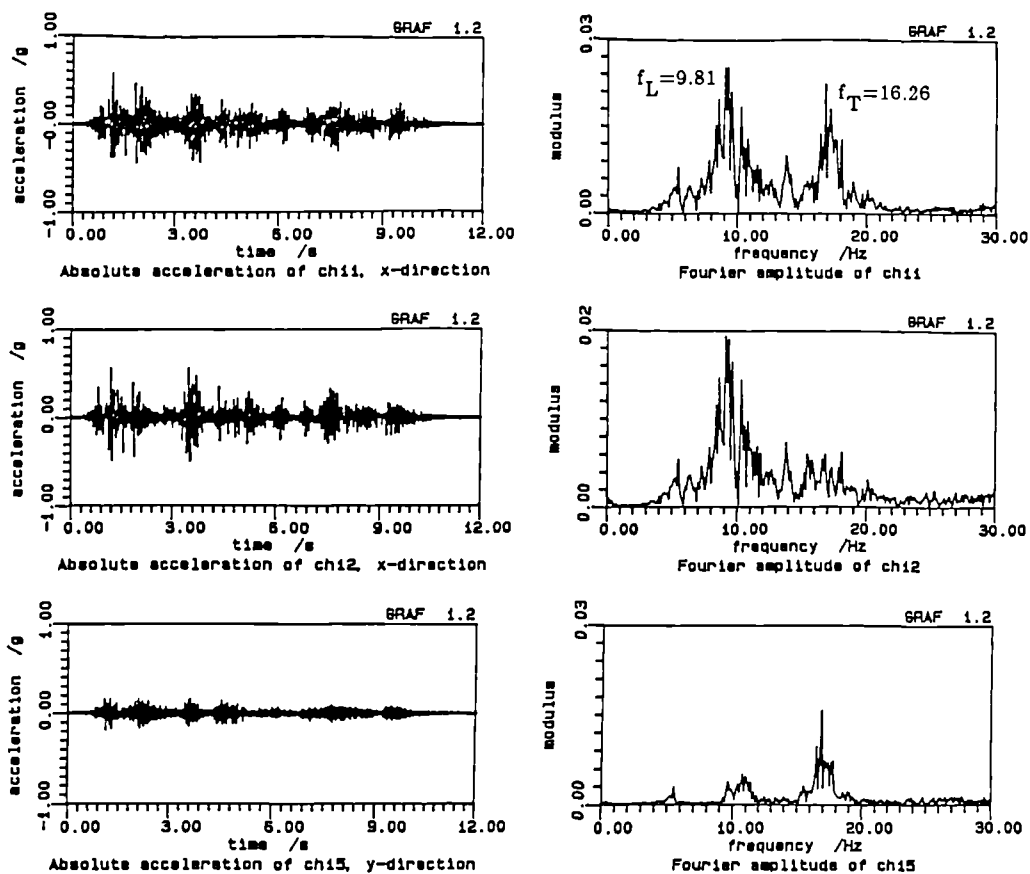 GRAF 1.2
acceleration /g
1.00
-0.00
-1.00
0.00 3.00 6.00 9.00 12.00
time /s
Absolute acceleration of ch11, x-direction
GRAF 1.2
modulus
0.03
0.00
f_L=9.81
f_T=16.26
0.00 10.00 20.00 30.00
frequency /Hz
Fourier amplitude of ch11
GRAF 1.2
acceleration /g
1.00
0.00
-1.00
0.00 3.00 6.00 9.00 12.00
time /s
Absolute acceleration of ch12, x-direction
GRAF 1.2
modulus
0.02
0.00
0.00 10.00 20.00 30.00
frequency /Hz
Fourier amplitude of ch12
GRAF 1.2
acceleration /g
1.00
0.00
-1.00
0.00 3.00 6.00 9.00 12.00
time /s
Absolute acceleration of ch15, y-direction
GRAF 1.2
modulus
0.03
0.00
0.00 10.00 20.00 30.00
frequency /Hz
Fourier amplitude of ch15